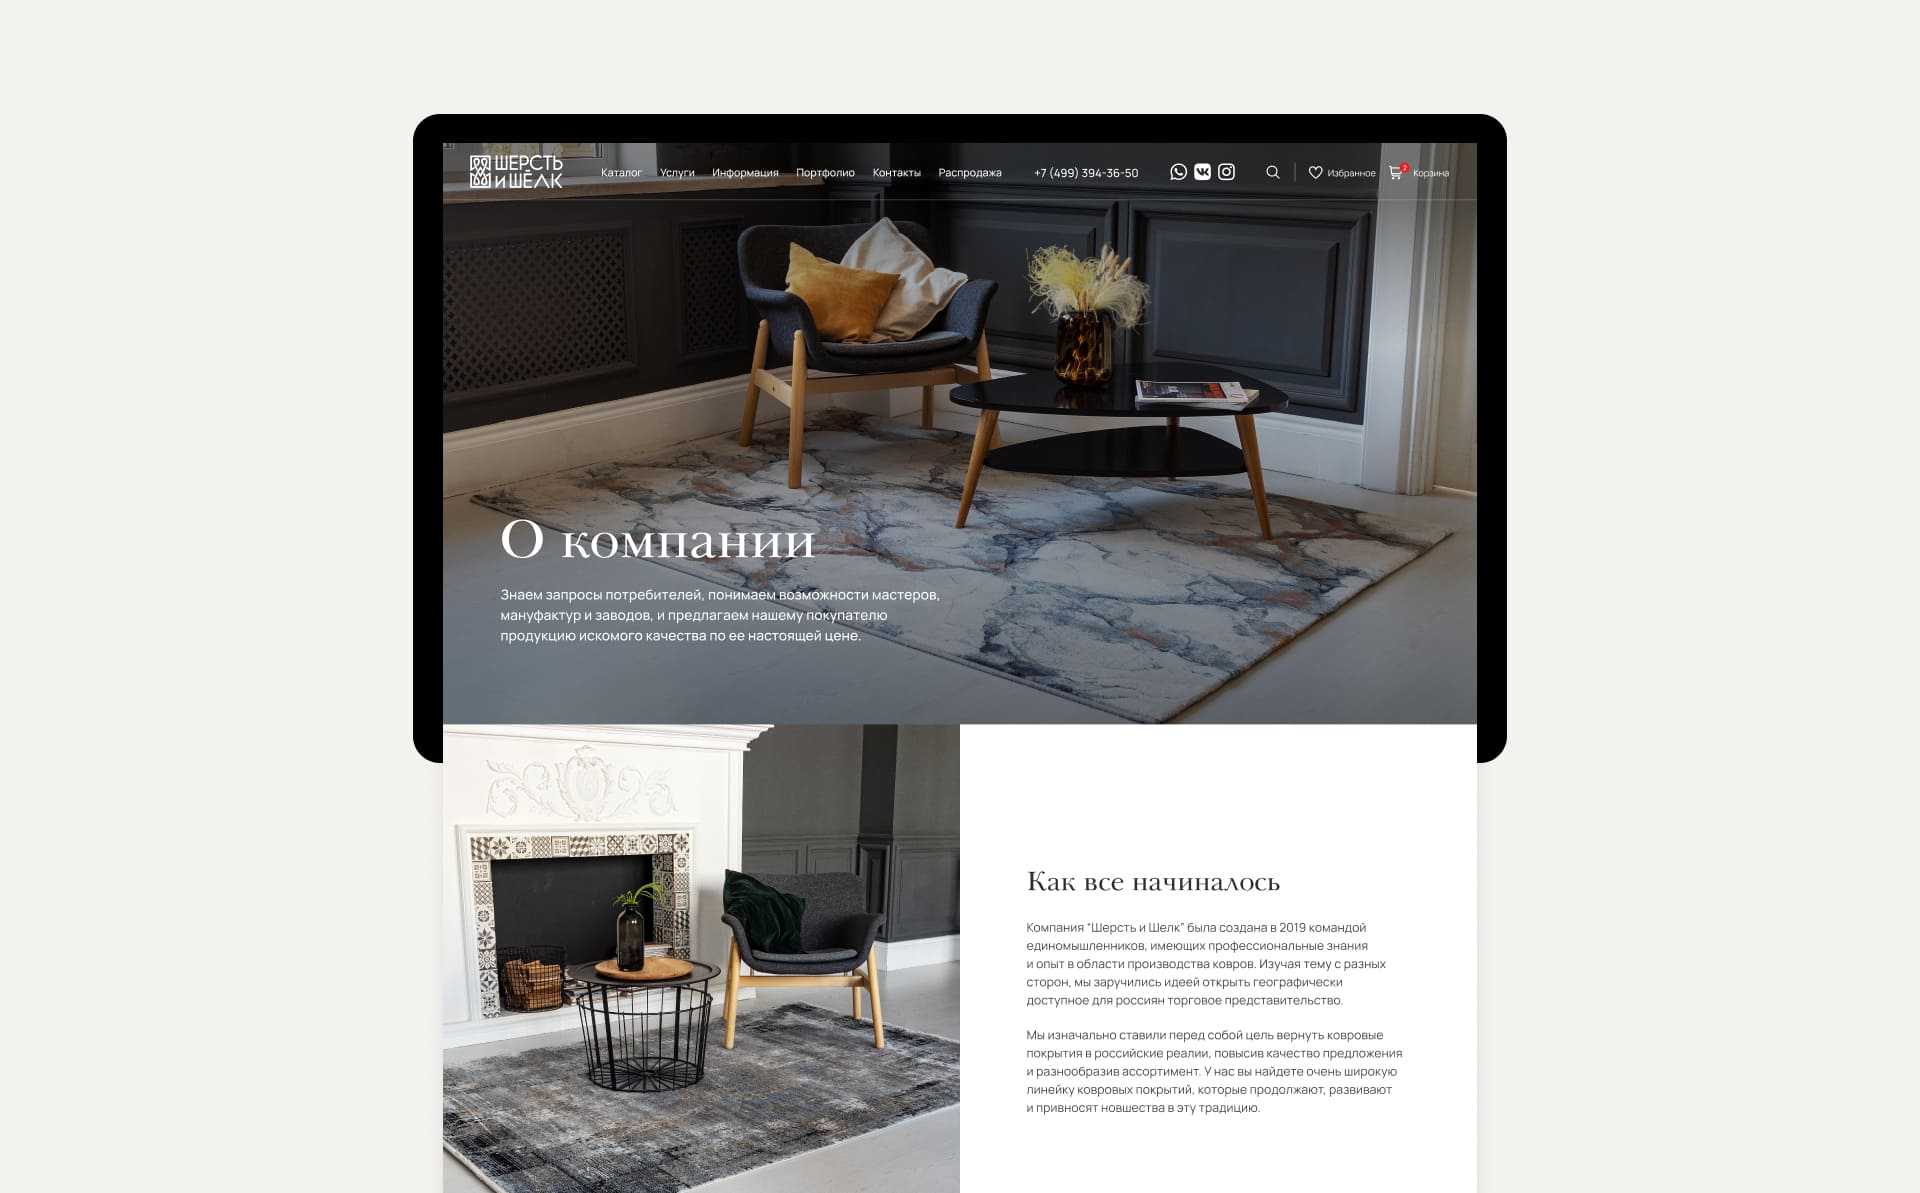 ШЕРСТЬ
И ШЁЛК
Каталог Услуги Информация Портфолио Контакты Распродажа +7 (499) 394-36-50 Избранное 2 Корзина
О компании
Знаем запросы потребителей, понимаем возможности мастеров,
мануфактур и заводов, и предлагаем нашему покупателю
продукцию искомого качества по ее настоящей цене.
Как все начиналось
Компания “Шерсть и Шелк” была создана в 2019 командой
единомышленников, имеющих профессиональные знания
и опыт в области производства ковров. Изучая тему с разных
сторон, мы заручились идеей открыть географически
доступное для россиян торговое представительство.
Мы изначально ставили перед собой цель вернуть ковровые
покрытия в российские реалии, повысив качество предложения
и разнообразив ассортимент. У нас вы найдете очень широкую
линейку ковровых покрытий, которые продолжают, развивают
и привносят новшества в эту традицию.